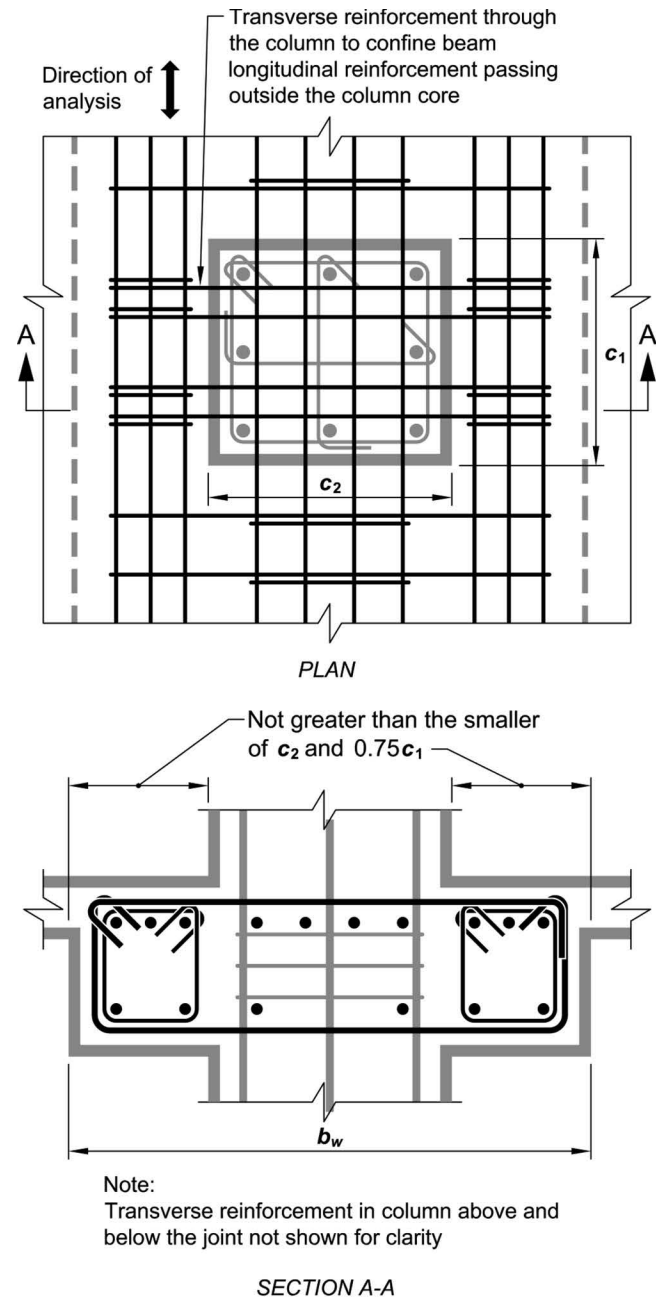 Transverse reinforcement through
the column to confine beam
longitudinal reinforcement passing
outside the column core
Direction of
analysis
A
A
c1
c2
PLAN
Not greater than the smaller
of c2 and 0.75c1
bw
Note:
Transverse reinforcement in column above and
below the joint not shown for clarity
SECTION A-A